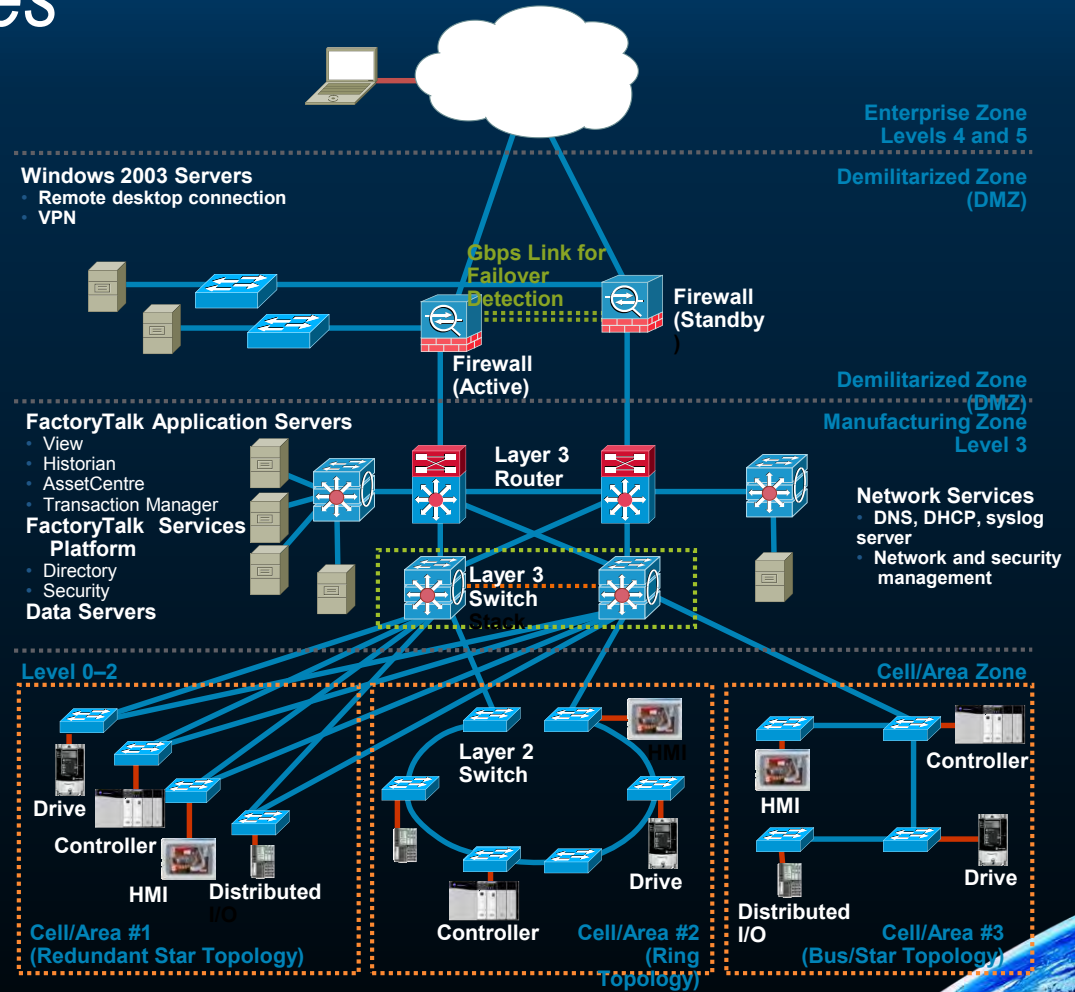 es
Enterprise Zone
Levels 4 and 5
Windows 2003 Servers
• Remote desktop connection
• VPN
Demilitarized Zone
(DMZ)
Gbps Link for
Failover
Detection
Firewall
(Standby
)
Firewall
(Active)
Demilitarized Zone
(DMZ)
Manufacturing Zone
Level 3
FactoryTalk Application Servers
• View
• Historian
• AssetCentre
• Transaction Manager
FactoryTalk Services
Platform
• Directory
• Security
Data Servers
Layer 3
Router
Network Services
• DNS, DHCP, syslog
server
• Network and security
management
Layer 3
Switch
Stack
Level 0–2
Cell/Area Zone
Drive
Controller
HMI
Distributed
I/O
Cell/Area #1
(Redundant Star Topology)
Layer 2
Switch
HMI
Drive
Controller
Cell/Area #2
(Ring
Topology)
Controller
HMI
Drive
Distributed
I/O
Cell/Area #3
(Bus/Star Topology)